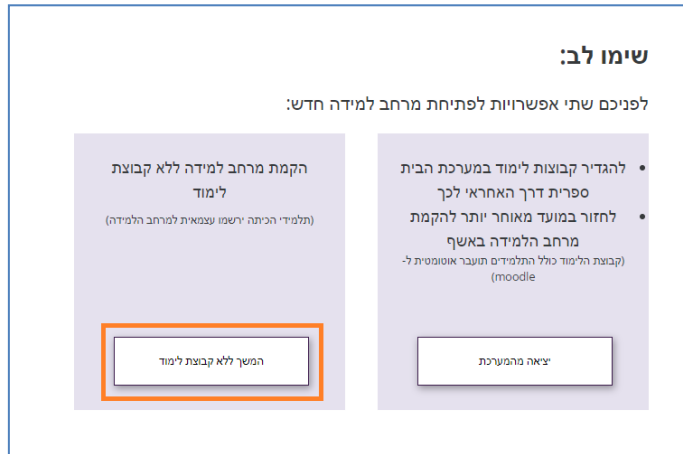 שימו לב:
לפניכם שתי אפשרויות לפתיחת מרחב למידה חדש:
• להגדיר קבוצות לימוד במערכת הבית
ספרית דרך האחראי לכך
• לחזור במועד מאוחר יותר להקמת
מרחב הלמידה באשף
(קבוצת הלימוד כולל התלמידים תועבר אוטומטית ל-
moodle)
יציאה מהמערכת
הקמת מרחב למידה ללא קבוצת
לימוד
(תלמידי הכיתה ירשמו עצמאית למרחב הלמידה)
המשך ללא קבוצת לימוד